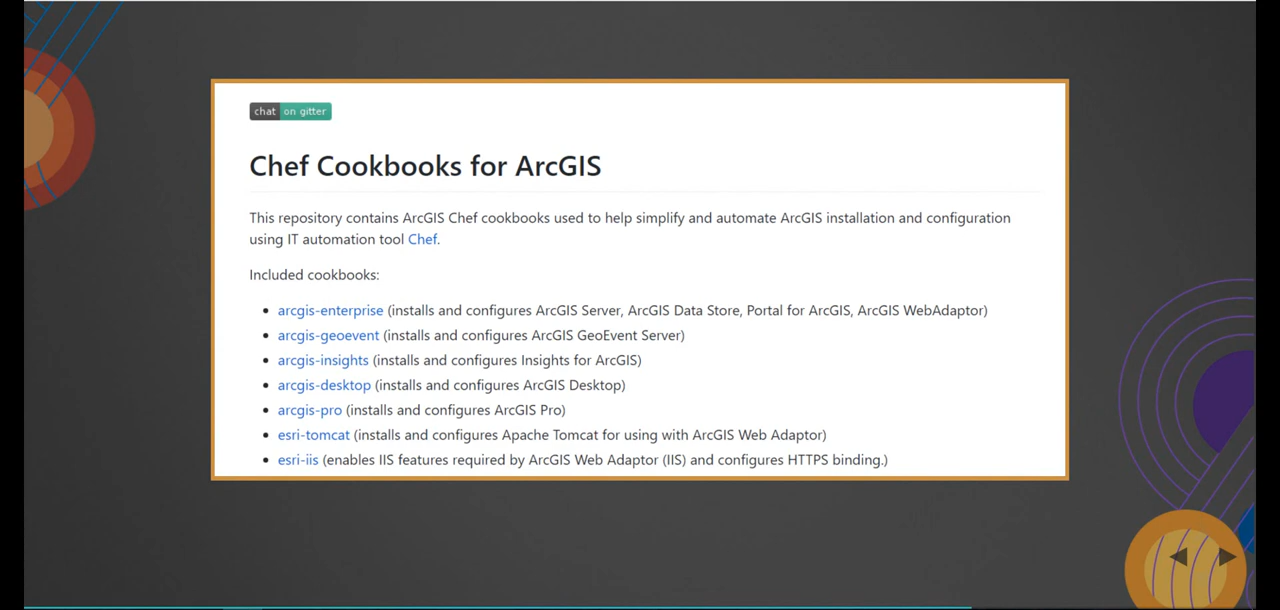 chat on gitter
Chef Cookbooks for ArcGIS
This repository contains ArcGIS Chef cookbooks used to help simplify and automate ArcGIS installation and configuration
using IT automation tool Chef.
Included cookbooks:
• arcgis-enterprise (installs and configures ArcGIS Server, ArcGIS Data Store, Portal for ArcGIS, ArcGIS WebAdaptor)
• arcgis-geoevent (installs and configures ArcGIS GeoEvent Server)
• arcgis-insights (installs and configures Insights for ArcGIS)
• arcgis-desktop (installs and configures ArcGIS Desktop)
• arcgis-pro (installs and configures ArcGIS Pro)
• esri-tomcat (installs and configures Apache Tomcat for using with ArcGIS Web Adaptor)
• esri-iis (enables IIS features required by ArcGIS Web Adaptor (IIS) and configures HTTPS binding.)